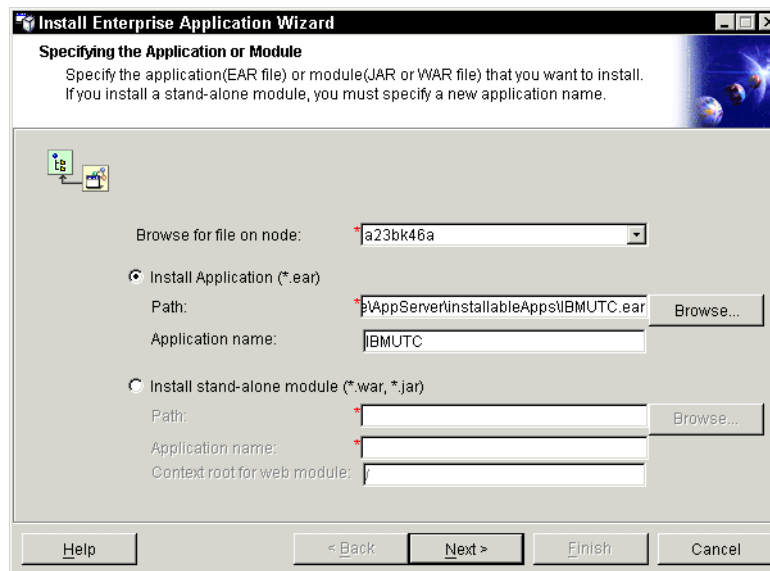 Install Enterprise Application Wizard
Specifying the Application or Module
Specify the application(EAR file) or module(JAR or WAR file) that you want to install.
If you install a stand-alone module, you must specify a new application name.
Browse for file on node: *a23bk46a
Install Application (*.ear)
Path: *e\AppServer\installableApps\IBMUTC.ear Browse...
Application name: IBMUTC
Install stand-alone module (*.war, *.jar)
Path: * Browse...
Application name: *
Context root for web module: /
Help < Back Next > Finish Cancel